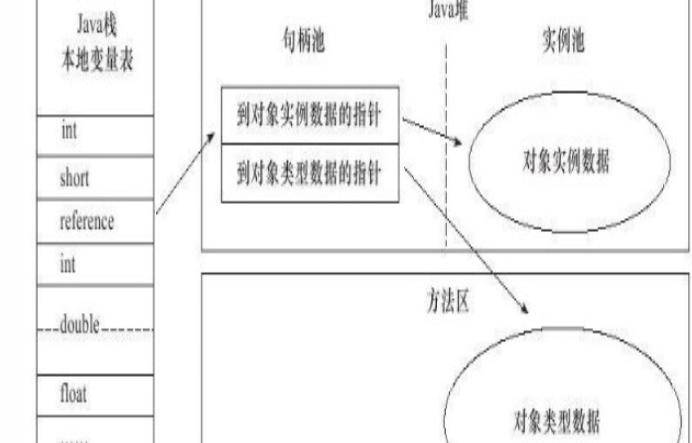 Java栈
本地变量表
int
short
reference
int
double
float
Java堆
句柄池
实例池
到对象实例数据的指针
到对象类型数据的指针
对象实例数据
方法区
对象类型数据